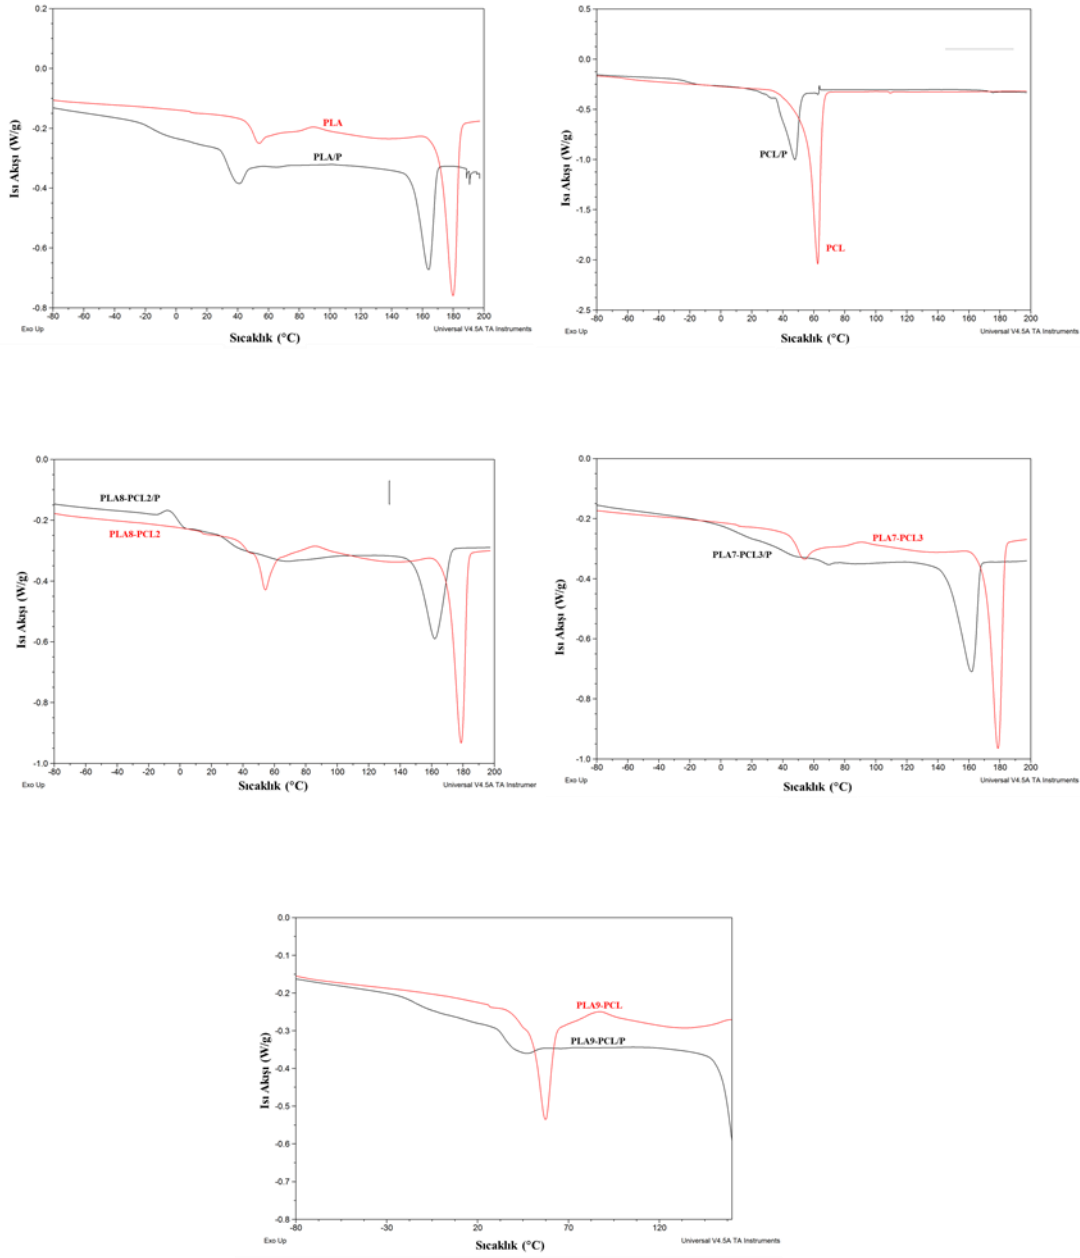 0.2
0.0
-0.2
-0.4
-0.6
-0.8
Isı Akışı (W/g)
PLA
PLA/P
-80 -60 -40 -20 0 20 40 60 80 100 120 140 160 180 200
Exo Up
Sıcaklık (°C)
Universal V4.5A TA Instruments
0.5
0.0
-0.5
-1.0
-1.5
-2.0
-2.5
Isı Akışı (W/g)
PCL/P
PCL
-80 -60 -40 -20 0 20 40 60 80 100 120 140 160 180 200
Exo Up
Sıcaklık (°C)
Universal V4.5A TA Instruments
0.0
-0.2
-0.4
-0.6
-0.8
-1.0
Isı Akışı (W/g)
PLA8-PCL2/P
PLA8-PCL2
-80 -60 -40 -20 0 20 40 60 80 100 120 140 160 180 200
Exo Up
Sıcaklık (°C)
Universal V4.5A TA Instrumer
0.0
-0.2
-0.4
-0.6
-0.8
-1.0
Isı Akışı (W/g)
PLA7-PCL3
PLA7-PCL3/P
-80 -60 -40 -20 0 20 40 60 80 100 120 140 160 180 200
Exo Up
Sıcaklık (°C)
Universal V4.5A TA Instruments
0.0
-0.1
-0.2
-0.3
-0.4
-0.5
-0.6
-0.7
-0.8
Isı Akışı (W/g)
PLA9-PCL
PLA9-PCL/P
-80 -30 20 70 120
Exo Up
Sıcaklık (°C)
Universal V4.5A TA Instruments